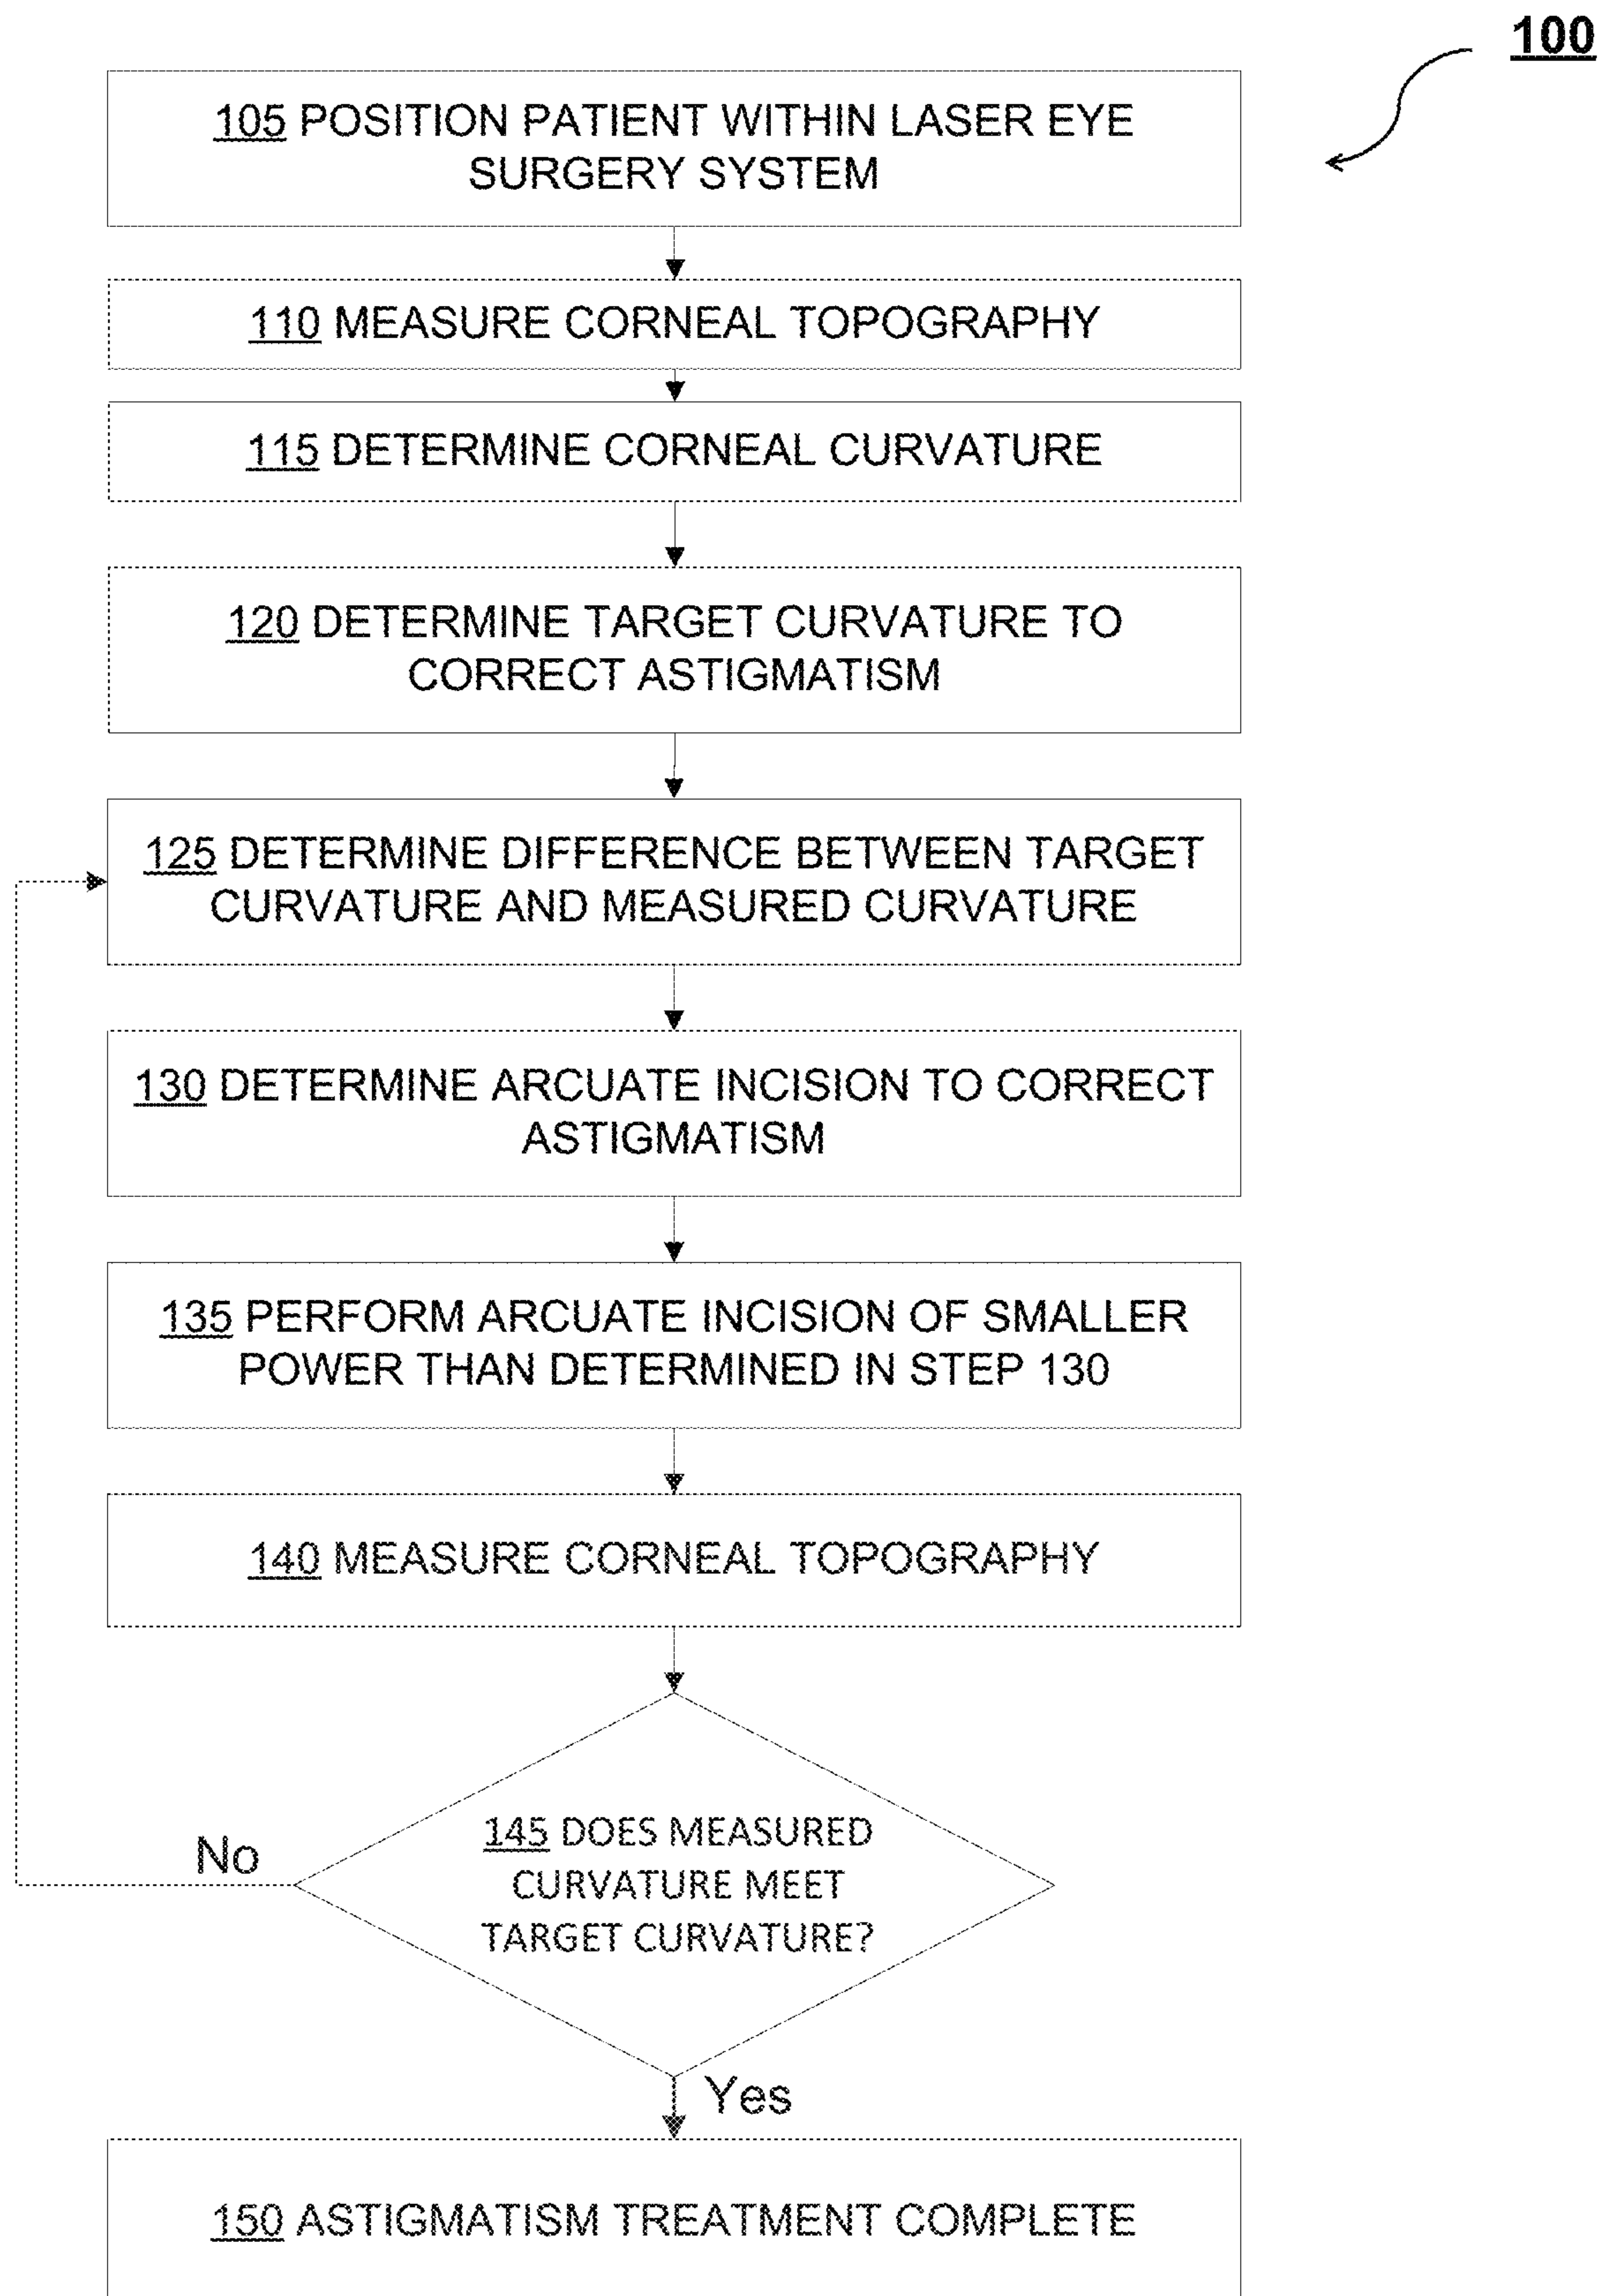 100
105 POSITION PATIENT WITHIN LASER EYE
SURGERY SYSTEM
110 MEASURE CORNEAL TOPOGRAPHY
115 DETERMINE CORNEAL CURVATURE
120 DETERMINE TARGET CURVATURE TO
CORRECT ASTIGMATISM
125 DETERMINE DIFFERENCE BETWEEN TARGET
CURVATURE AND MEASURED CURVATURE
130 DETERMINE ARCUATE INCISION TO CORRECT
ASTIGMATISM
135 PERFORM ARCUATE INCISION OF SMALLER
POWER THAN DETERMINED IN STEP 130
140 MEASURE CORNEAL TOPOGRAPHY
145 DOES MEASURED
CURVATURE MEET
TARGET CURVATURE?
No
Yes
150 ASTIGMATISM TREATMENT COMPLETE